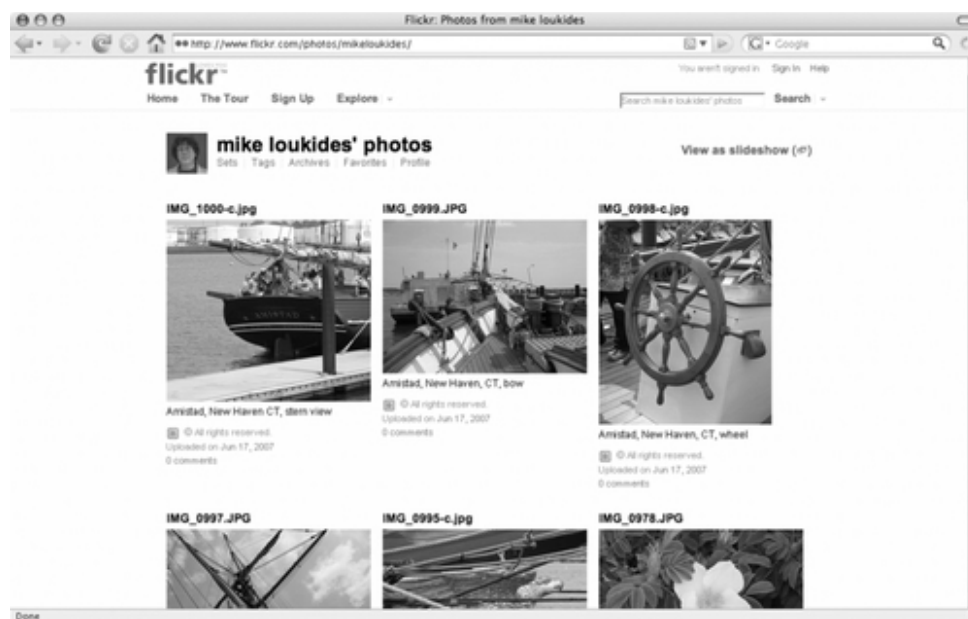 Flickr: Photos from mike loukides
http://www.flickr.com/photos/mikeloukides/
Google
flickr
You aren't signed in Sign In Help
Home The Tour Sign Up Explore
Search mike loukides' photos Search
mike loukides' photos
Sets Tags Archives Favorites Profile
View as slideshow
IMG_1000-c.jpg
AMISTAD
Amistad, New Haven CT, stern view
© All rights reserved.
Uploaded on Jun 17, 2007
0 comments
IMG_0999.JPG
Amistad, New Haven, CT, bow
© All rights reserved.
Uploaded on Jun 17, 2007
0 comments
IMG_0998-c.jpg
Amistad, New Haven, CT, wheel
© All rights reserved.
Uploaded on Jun 17, 2007
0 comments
IMG_0997.JPG
IMG_0995-c.jpg
IMG_0978.JPG
Done